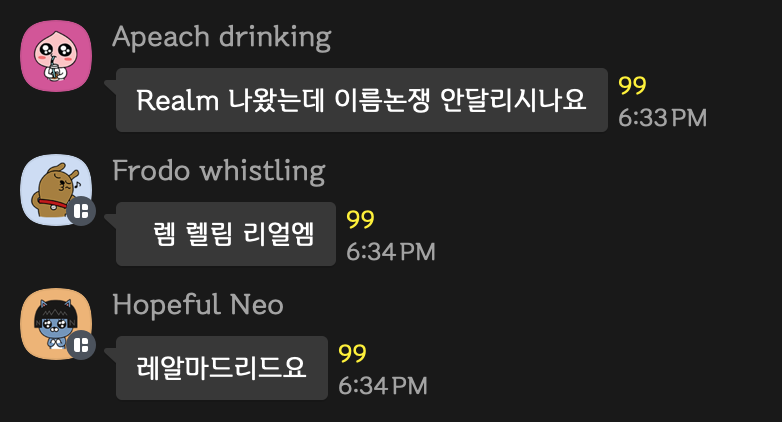 Apeach drinking
Realm 나왔는데 이름논쟁 안달리시나요
99
6:33 PM
Frodo whistling
렘 렐림 리얼엠
99
6:34 PM
Hopeful Neo
레알마드리드요
99
6:34 PM